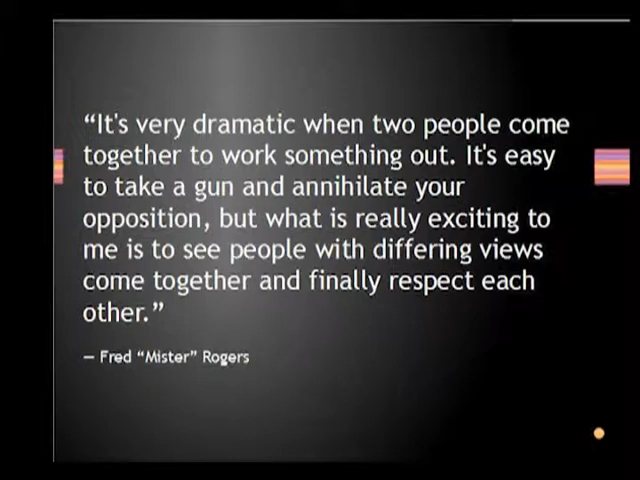 “It's very dramatic when two people come
together to work something out. It's easy
to take a gun and annihilate your
opposition, but what is really exciting to
me is to see people with differing views
come together and finally respect each
other.”
— Fred “Mister” Rogers